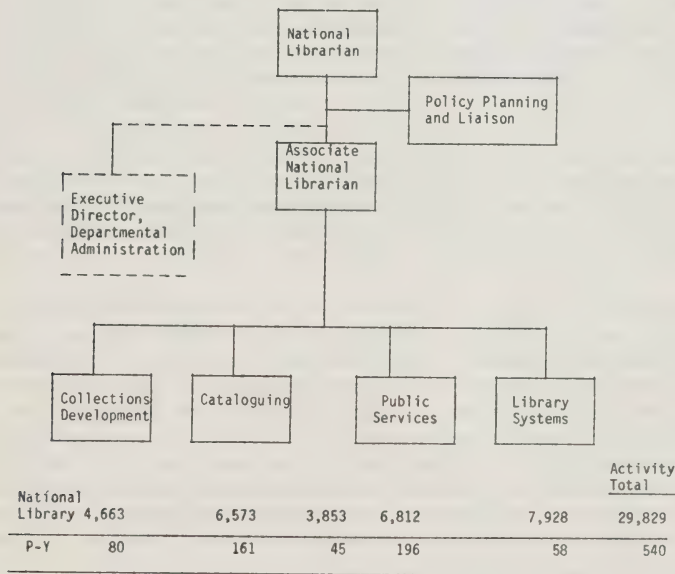 National
Librarian
Policy Planning
and Liaison
Associate
National
Librarian
Executive
Director,
Departmental
Administration
Collections
Development
Cataloguing
Public
Services
Library
Systems
Activity
Total
National
Library 4,663 6,573 3,853 6,812 7,928 29,829
P-Y 80 161 45 196 58 540